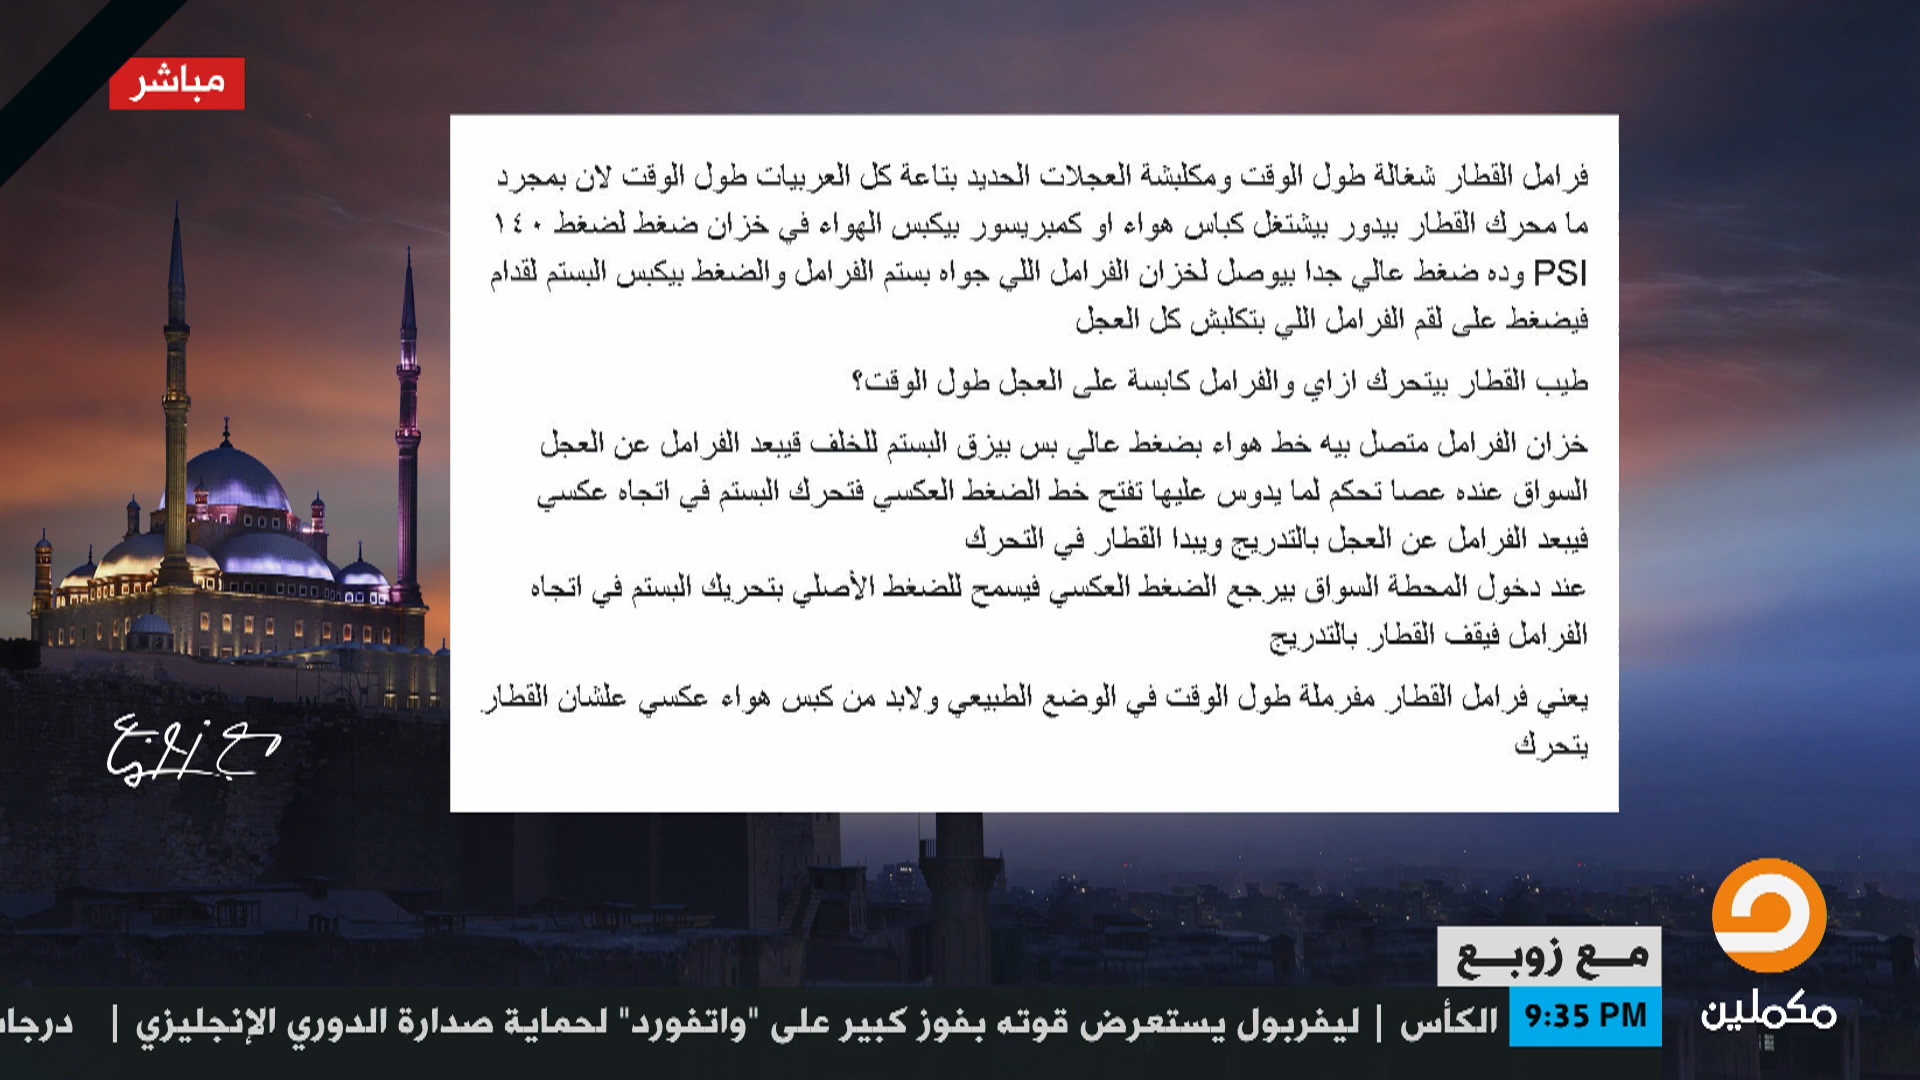 مباشر
فرامل القطار شغالة طول الوقت ومكلبشة العجلات الحديد بتاعة كل العربيات طول الوقت لان بمجرد
ما محرك القطار بيدور بيشتغل كباس هواء او كمبريسور بيكبس الهواء في خزان ضغط لضغط ١٤٠
PSI وده ضغط عالي جدا بيوصل لخزان الفرامل اللي جواه بستم الفرامل والضغط بيكبس البستم لقدام
فيضغط على لقم الفرامل اللي بتكلبش كل العجل
طيب القطار بيتحرك ازاي والفرامل كابسة على العجل طول الوقت؟
خزان الفرامل متصل بيه خط هواء بضغط عالي بس بيزق البستم للخلف قيبعد الفرامل عن العجل
السواق عنده عصا تحكم لما يدوس عليها تفتح خط الضغط العكسي فتحرك البستم في اتجاه عكسي
فيبعد الفرامل عن العجل بالتدريج ويبدا القطار في التحرك
عند دخول المحطة السواق بيرجع الضغط العكسي فيسمح للضغط الأصلي بتحريك البستم في اتجاه
الفرامل فيقف القطار بالتدريج
يعني فرامل القطار مفرملة طول الوقت في الوضع الطبيعي ولابد من كبس هواء عكسي علشان القطار
يتحرك
مع زوبع
مع زوبع
مكملين
9:35 PM
الكأس | ليفربول يستعرض قوته بفوز كبير على "واتفورد" لحماية صدارة الدوري الإنجليزي |